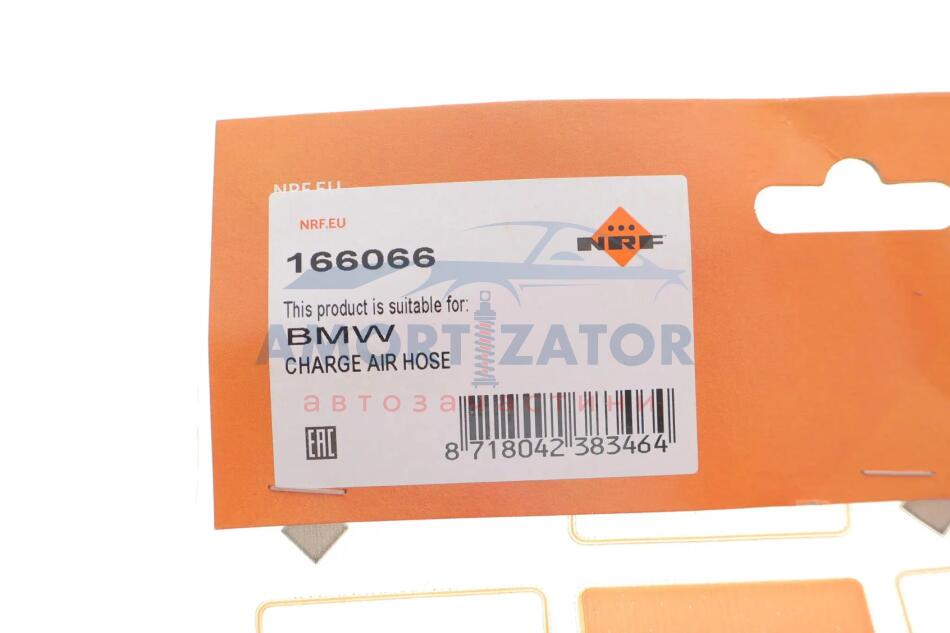 NRF.EU
NRF.EU
NRF
166066
This product is suitable for:
BMW
AMORTIZATOR
CHARGE AIR HOSE
автозапчастини
EAC
8 718042 383464